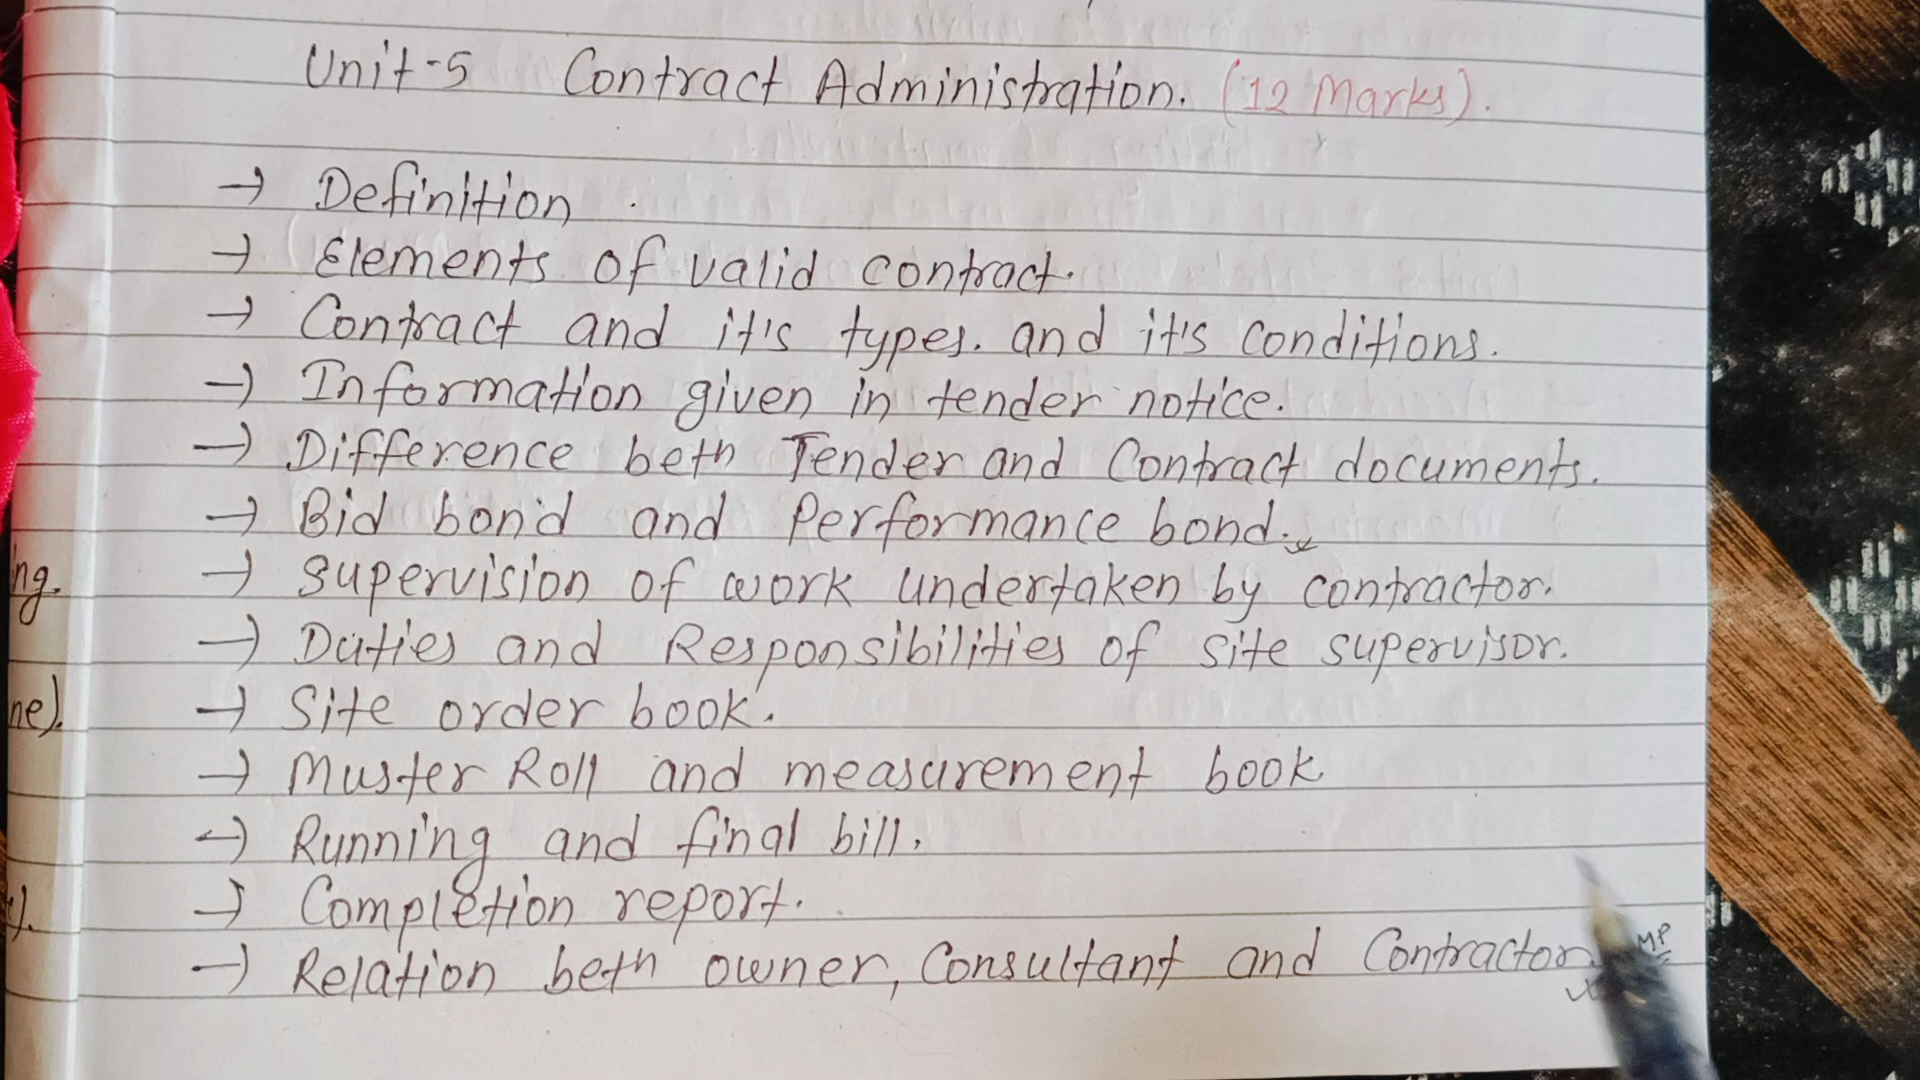 Unit-5 Contract Administration. (12 Marks).
→ Definition
→ Elements of valid contract.
→ Contract and it's types. and it's conditions.
→ Information given in tender notice.
→ Difference betn Tender and Contract documents.
→ Bid bond and Performance bond.
ng.
→ supervision of work undertaken by contractor.
→ Duties and Responsibilities of site supervisor.
ne).
→ Site order book.
→ Muster Roll and measurement book
→ Running and final bill.
→ Completion report.
→ Relation betn owner, Consultant and Contractor
MP